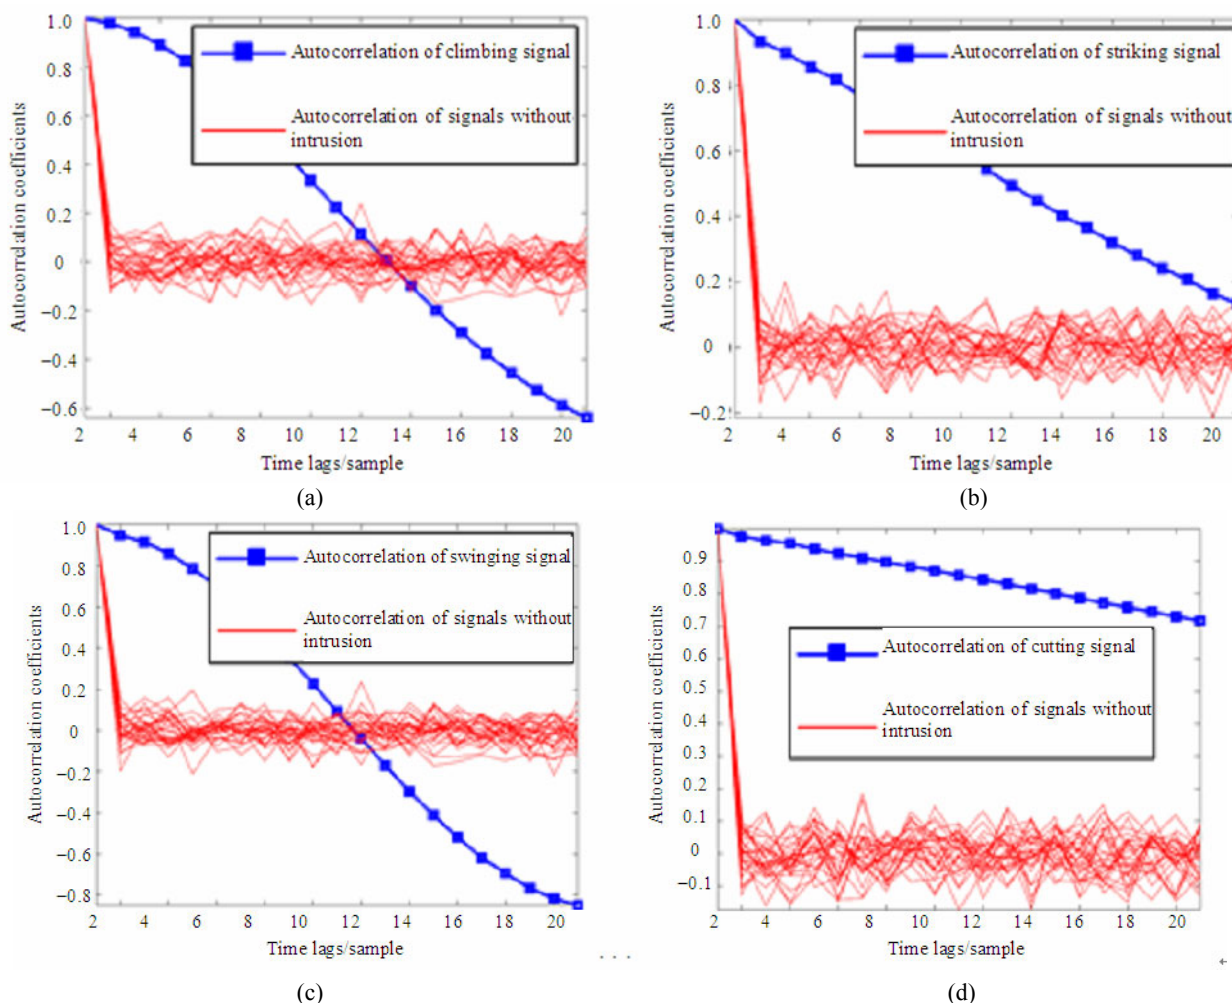 Autocorrelation coefficients
1.0
0.8
0.6
0.4
0.2
0
−0.2
−0.4
−0.6
Autocorrelation of climbing signal
Autocorrelation of signals without
intrusion
2 4 6 8 10 12 14 16 18 20
Time lags/sample
(a)
Autocorrelation coefficients
1.0
0.8
0.6
0.4
0.2
0
−0.2
Autocorrelation of striking signal
Autocorrelation of signals without
intrusion
2 4 6 8 10 12 14 16 18 20
Time lags/sample
(b)
Autocorrelation coefficients
1.0
0.8
0.6
0.4
0.2
0
−0.2
−0.4
−0.6
−0.8
Autocorrelation of swinging signal
Autocorrelation of signals without
intrusion
2 4 6 8 10 12 14 16 18 20
Time lags/sample
(c)
Autocorrelation coefficients
0.9
0.8
0.7
0.6
0.5
0.4
0.3
0.2
0.1
0
−0.1
Autocorrelation of cutting signal
Autocorrelation of signals without
intrusion
2 4 6 8 10 12 14 16 18 20
Time lags/sample
(d)